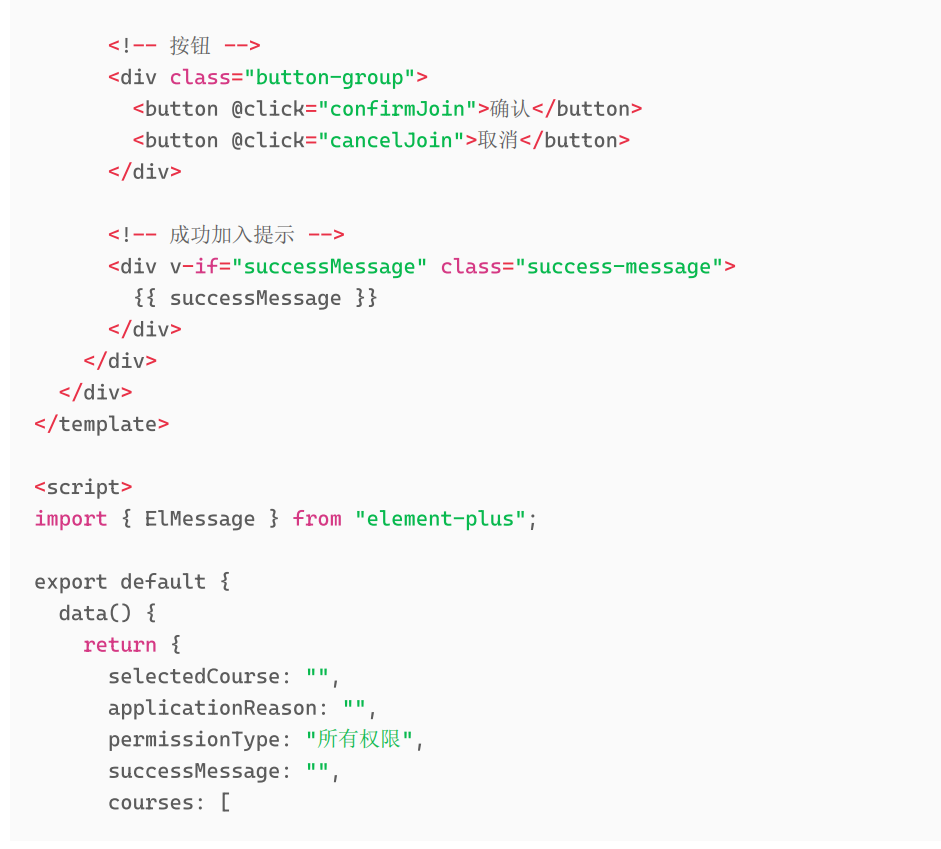 <!-- 按钮 -->
<div class="button-group">
<button @click="confirmJoin">确认</button>
<button @click="cancelJoin">取消</button>
</div>
<!-- 成功加入提示 -->
<div v-if="successMessage" class="success-message">
{{ successMessage }}
</div>
</div>
</div>
</template>
<script>
import { ElMessage } from "element-plus";
export default {
data() {
return {
selectedCourse: "",
applicationReason: "",
permissionType: "所有权限",
successMessage: "",
courses: [